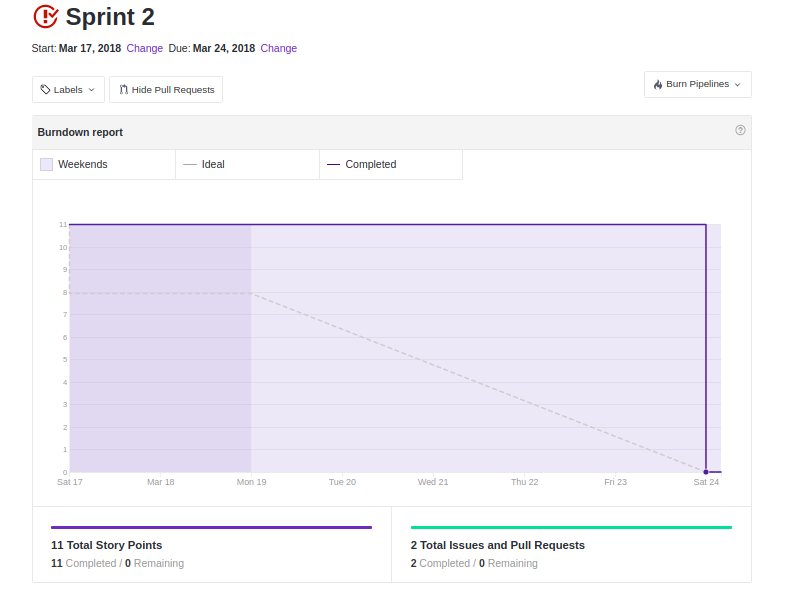 Sprint 2
Start: Mar 17, 2018 Change Due: Mar 24, 2018 Change
Labels Hide Pull Requests Burn Pipelines
Burndown report
Weekends Ideal Completed
11
10
9
8
7
6
5
4
3
2
1
0
Sat 17 Mar 18 Mon 19 Tue 20 Wed 21 Thu 22 Fri 23 Sat 24
11 Total Story Points
11 Completed / 0 Remaining
2 Total Issues and Pull Requests
2 Completed / 0 Remaining